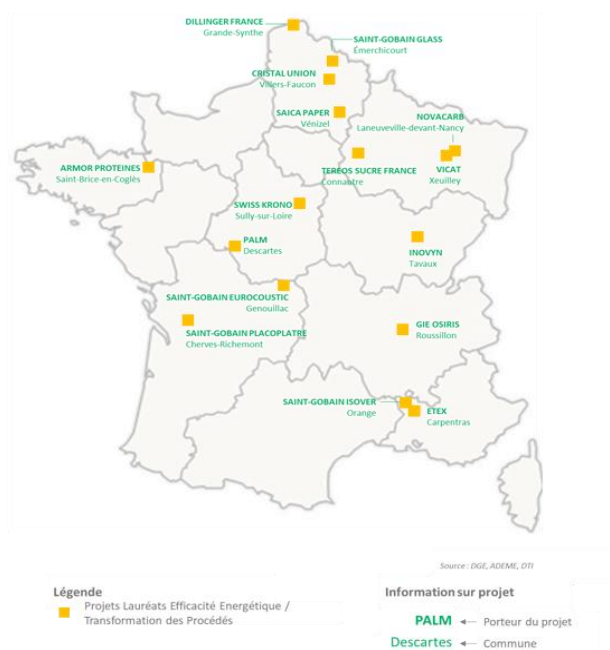 DILLINGER FRANCE
Grande-Synthe
SAINT-GOBAIN GLASS
Émerchicourt
CRISTAL UNION
Villers-Faucon
SAICA PAPER
Vénizel
NOVACARB
Laneuveville-devant-Nancy
ARMOR PROTEINES
Saint-Brice-en-Coglès
TEREOS SUCRE FRANCE
Connautre
VICAT
Xeuilley
SWISS KRONO
Sully-sur-Loire
PALM
Descartes
INOVYN
Tavaux
SAINT-GOBAIN EUROCOUSTIC
Genouillac
SAINT-GOBAIN PLACOPLATRE
Cherves-Richemont
GIE OSIRIS
Roussillon
SAINT-GOBAIN ISOVER
Orange
ETEX
Carpentras
Source : DGE, ADEME, DTI
Légende
Projets Lauréats Efficacité Energétique /
Transformation des Procédés
Information sur projet
PALM ← Porteur du projet
Descartes ← Commune